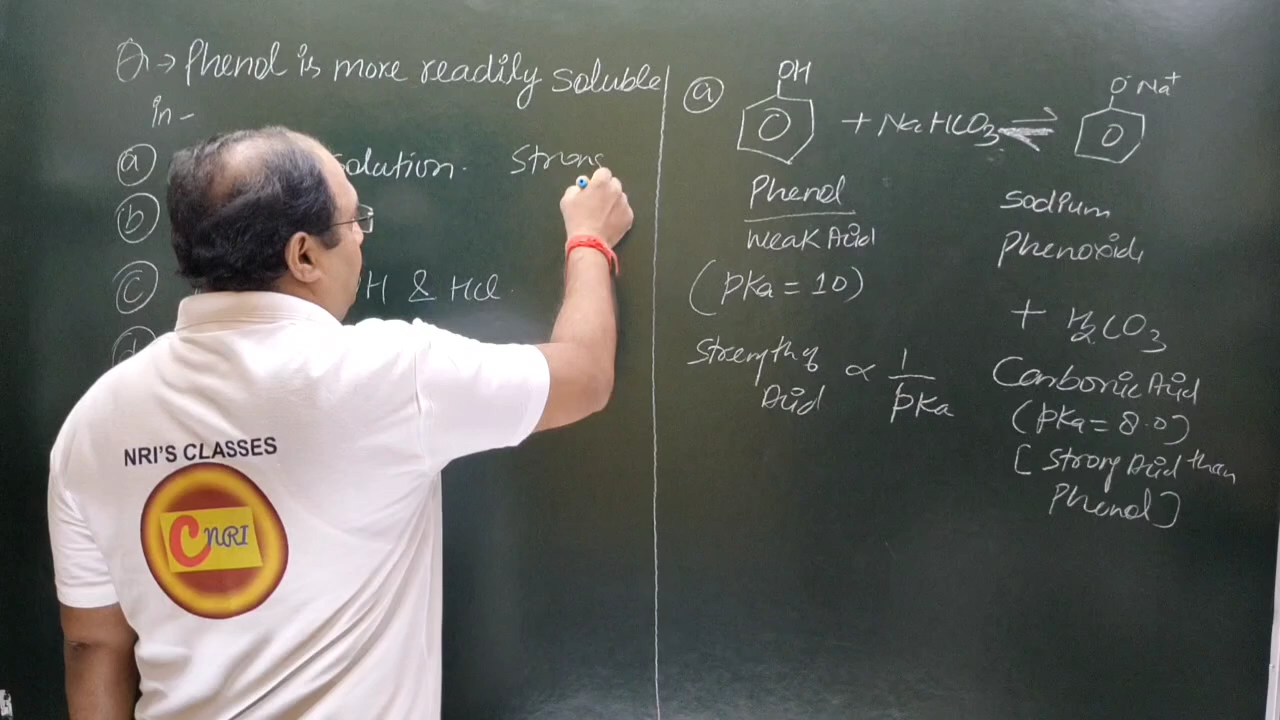 Q → Phenol is more readily soluble
in -
(a) solution. Strong
(b)
(c) H & HCl.
(d)
(a) OH + NaHCO3 ⇌ O- Na+
Phenol
Weak Acid
(pKa = 10)
Strength of Acid ∝ 1/pKa
Sodium
Phenoxide
+ H2CO3
Carbonic Acid
(pKa = 8.0)
[Strong Acid than
Phenol]
NRI'S CLASSES
C NRI